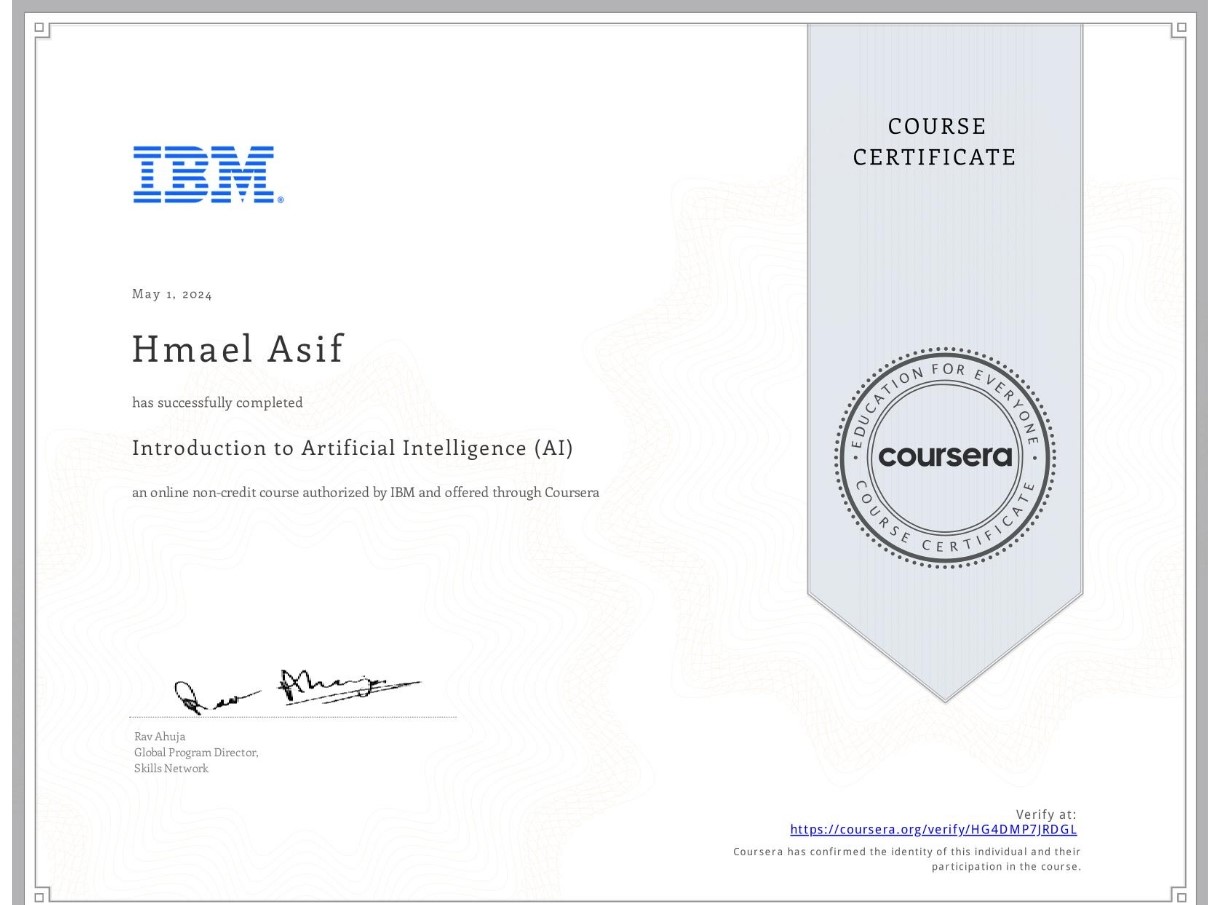 COURSE
CERTIFICATE
IBM®
May 1, 2024
Hmael Asif
has successfully completed
Introduction to Artificial Intelligence (AI)
an online non-credit course authorized by IBM and offered through Coursera
EDUCATION FOR EVERYONE
coursera
COURSE CERTIFICATE
Rav Ahuja
Rav Ahuja
Global Program Director,
Skills Network
Verify at:
https://coursera.org/verify/HG4DMP7JRDGL
Coursera has confirmed the identity of this individual and their
participation in the course.